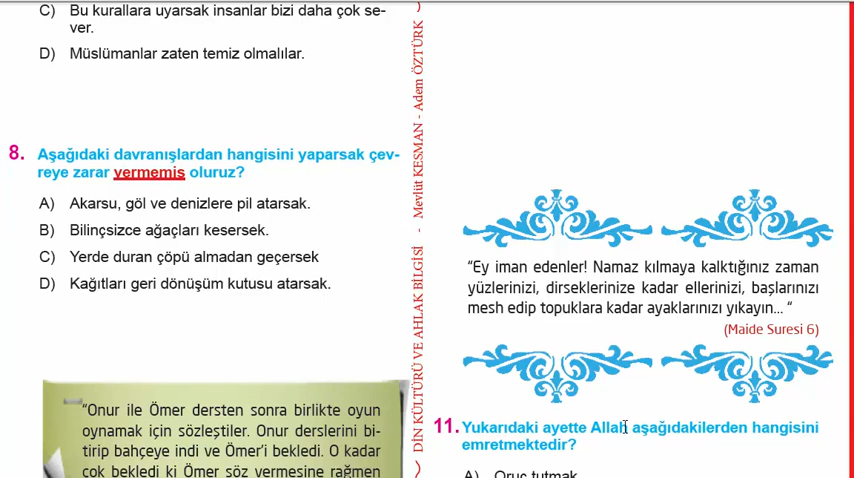 C) Bu kurallara uyarsak insanlar bizi daha çok se-
ver.
D) Müslümanlar zaten temiz olmalılar.
8. Aşağıdaki davranışlardan hangisini yaparsak çev-
reye zarar vermemiş oluruz?
A) Akarsu, göl ve denizlere pil atarsak.
B) Bilinçsizce ağaçları kesersek.
C) Yerde duran çöpü almadan geçersek
D) Kağıtları geri dönüşüm kutusu atarsak.
“Onur ile Ömer dersten sonra birlikte oyun
oynamak için sözleştiler. Onur derslerini bi-
tirip bahçeye indi ve Ömer’i bekledi. O kadar
çok bekledi ki Ömer söz vermesine rağmen
DİN KÜLTÜRÜ VE AHLAK BİLGİSİ - Mevlüt KESMAN - Adem ÖZTÜRK
“Ey iman edenler! Namaz kılmaya kalktığınız zaman
yüzlerinizi, dirseklerinize kadar ellerinizi, başlarınızı
mesh edip topuklara kadar ayaklarınızı yıkayın... “
(Maide Suresi 6)
11. Yukarıdaki ayette Allah aşağıdakilerden hangisini
emretmektedir?
A) Oruç tutmak